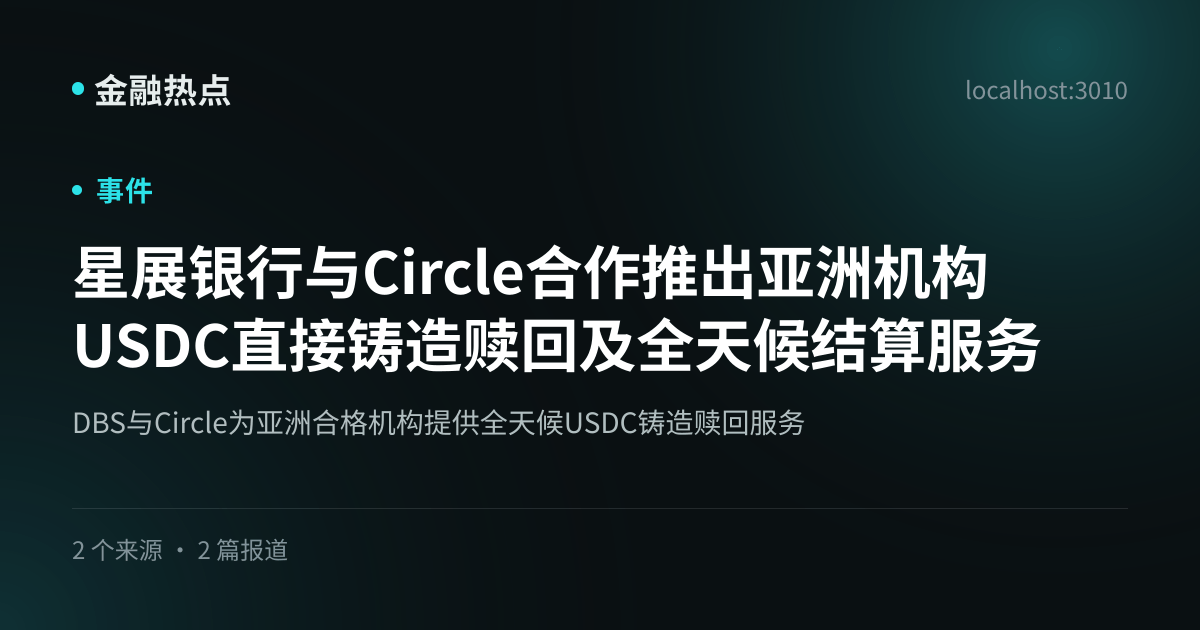 金融热点
localhost:3010
事件
星展银行与Circle合作推出亚洲机构
USDC直接铸造赎回及全天候结算服务
DBS与Circle为亚洲合格机构提供全天候USDC铸造赎回服务
2 个来源 · 2 篇报道